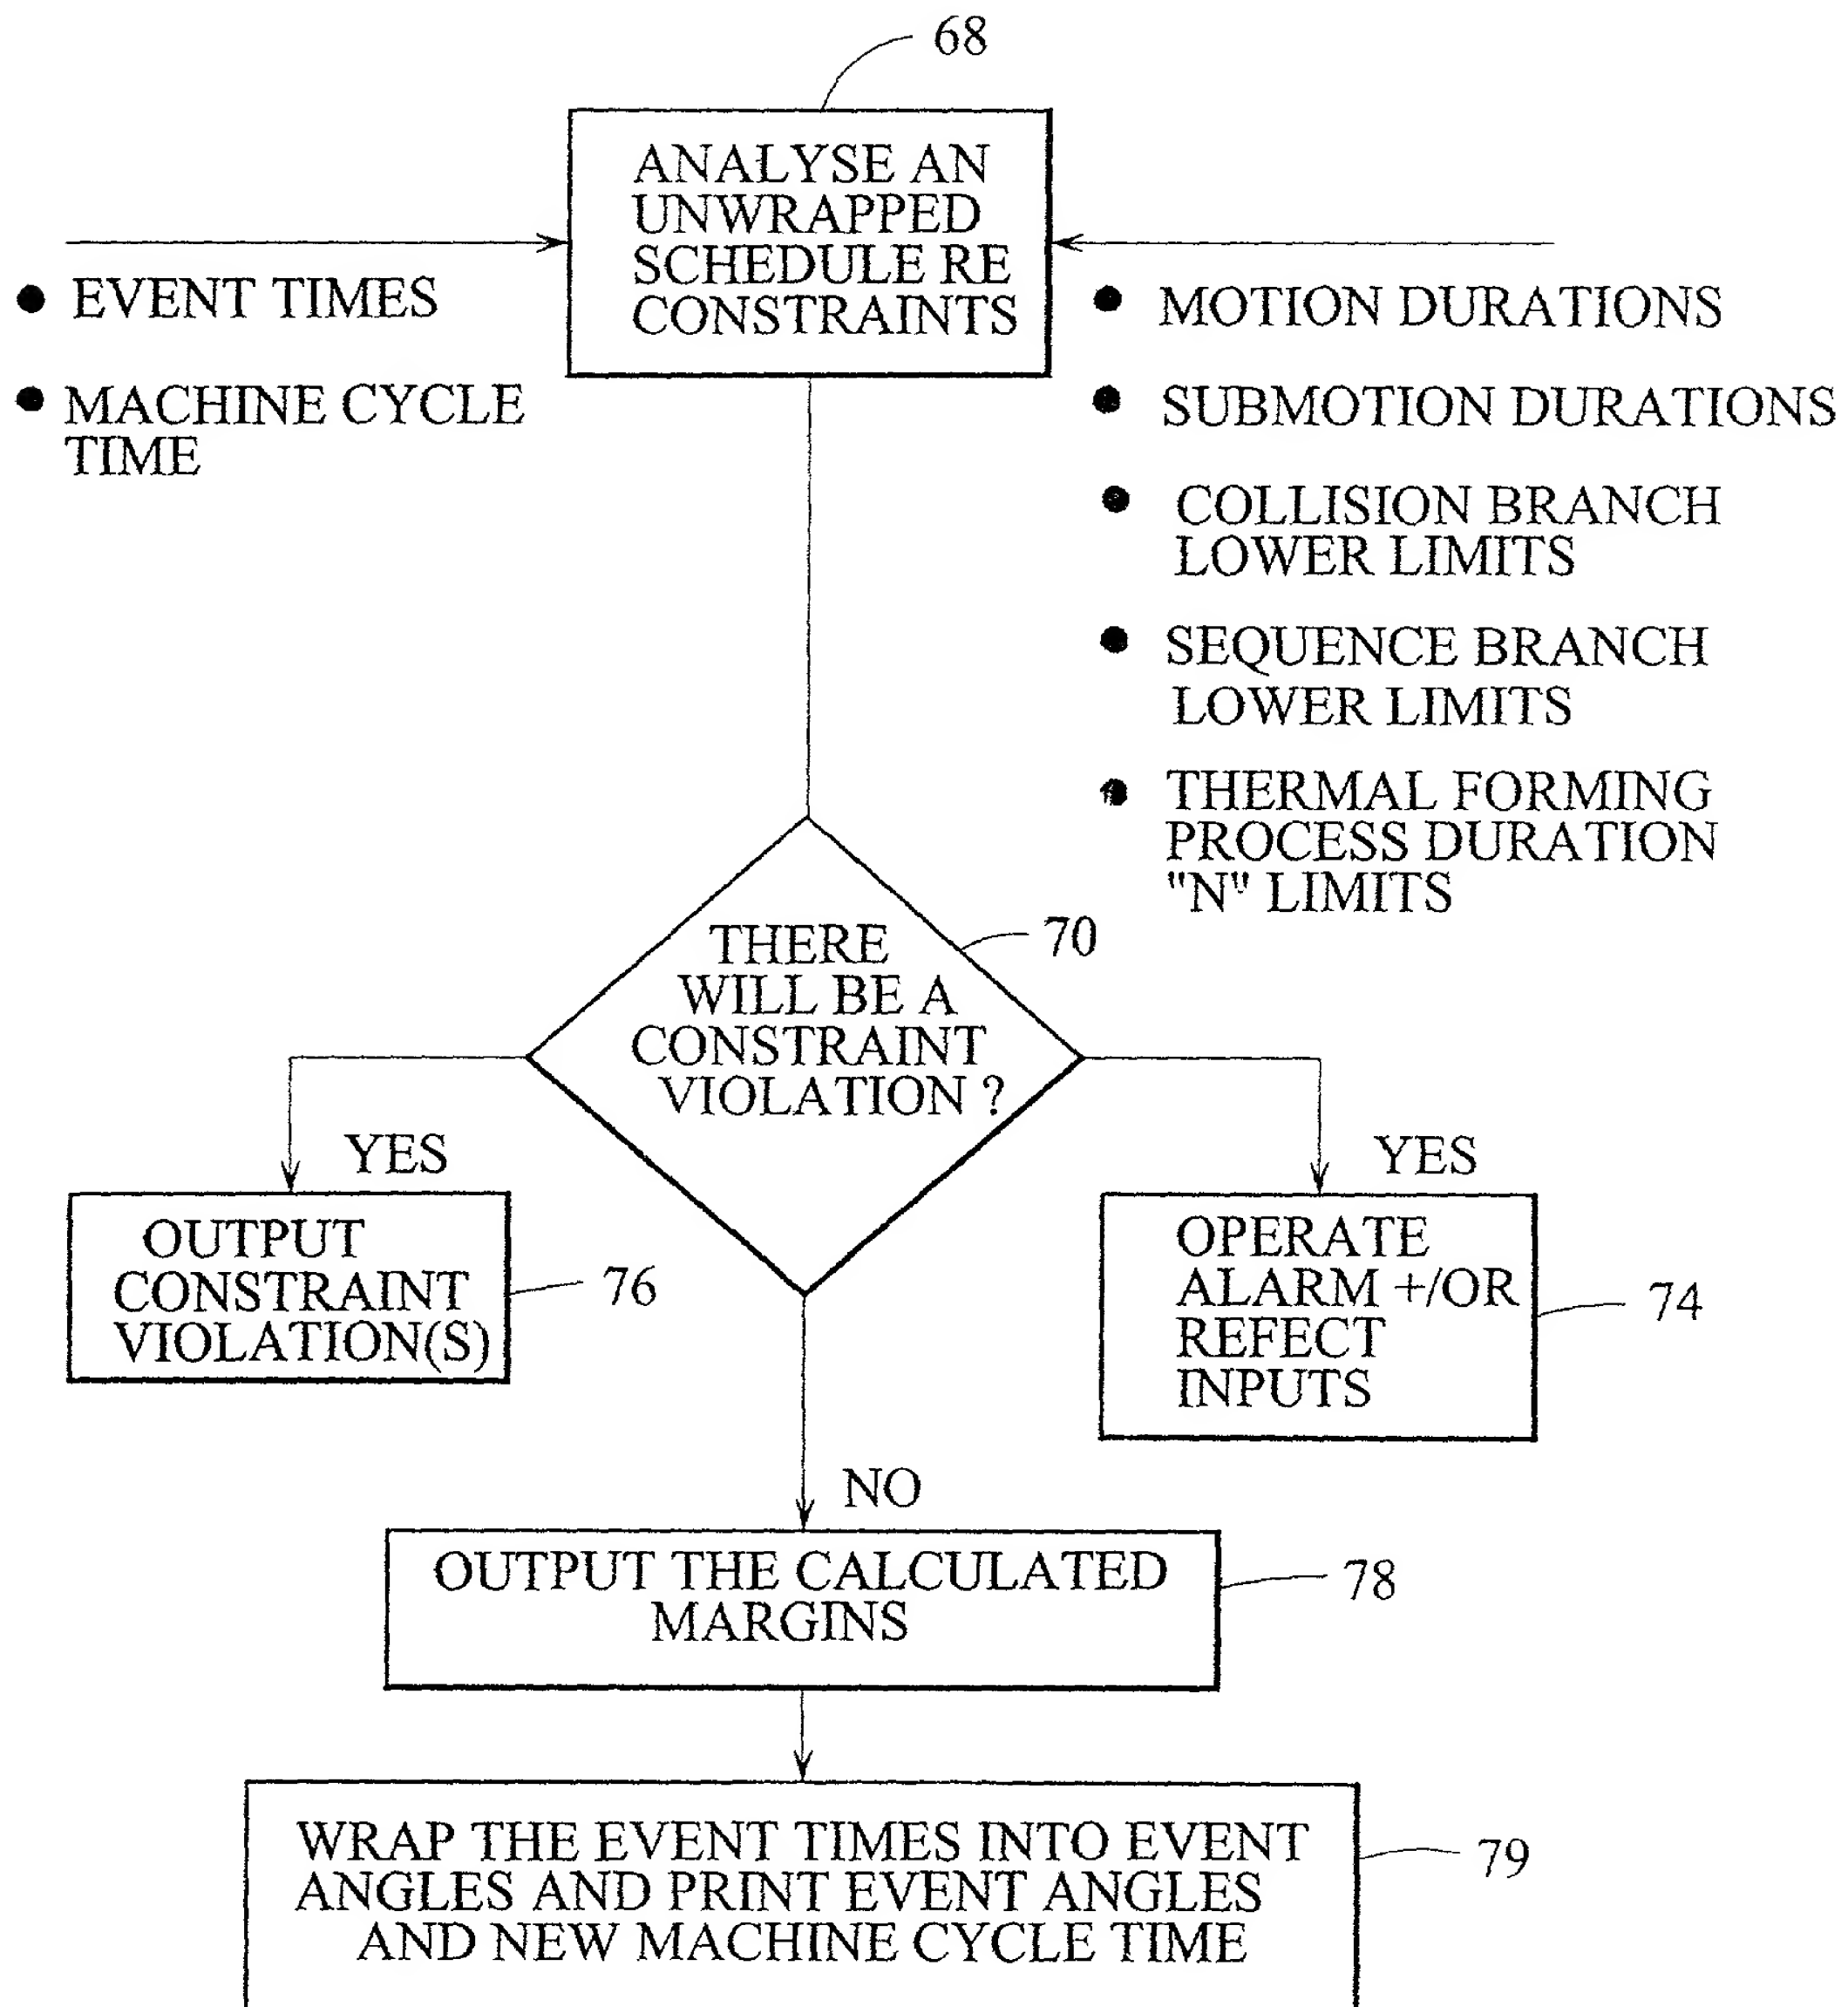 68
ANALYSE AN
UNWRAPPED
SCHEDULE RE
CONSTRAINTS
• EVENT TIMES
• MACHINE CYCLE
TIME
• MOTION DURATIONS
• SUBMOTION DURATIONS
• COLLISION BRANCH
LOWER LIMITS
• SEQUENCE BRANCH
LOWER LIMITS
• THERMAL FORMING
PROCESS DURATION
"N" LIMITS
THERE
WILL BE A
CONSTRAINT
VIOLATION ?
70
YES
OUTPUT
CONSTRAINT
VIOLATION(S)
76
YES
OPERATE
ALARM +/OR
REFECT
INPUTS
74
NO
OUTPUT THE CALCULATED
MARGINS
78
WRAP THE EVENT TIMES INTO EVENT
ANGLES AND PRINT EVENT ANGLES
AND NEW MACHINE CYCLE TIME
79